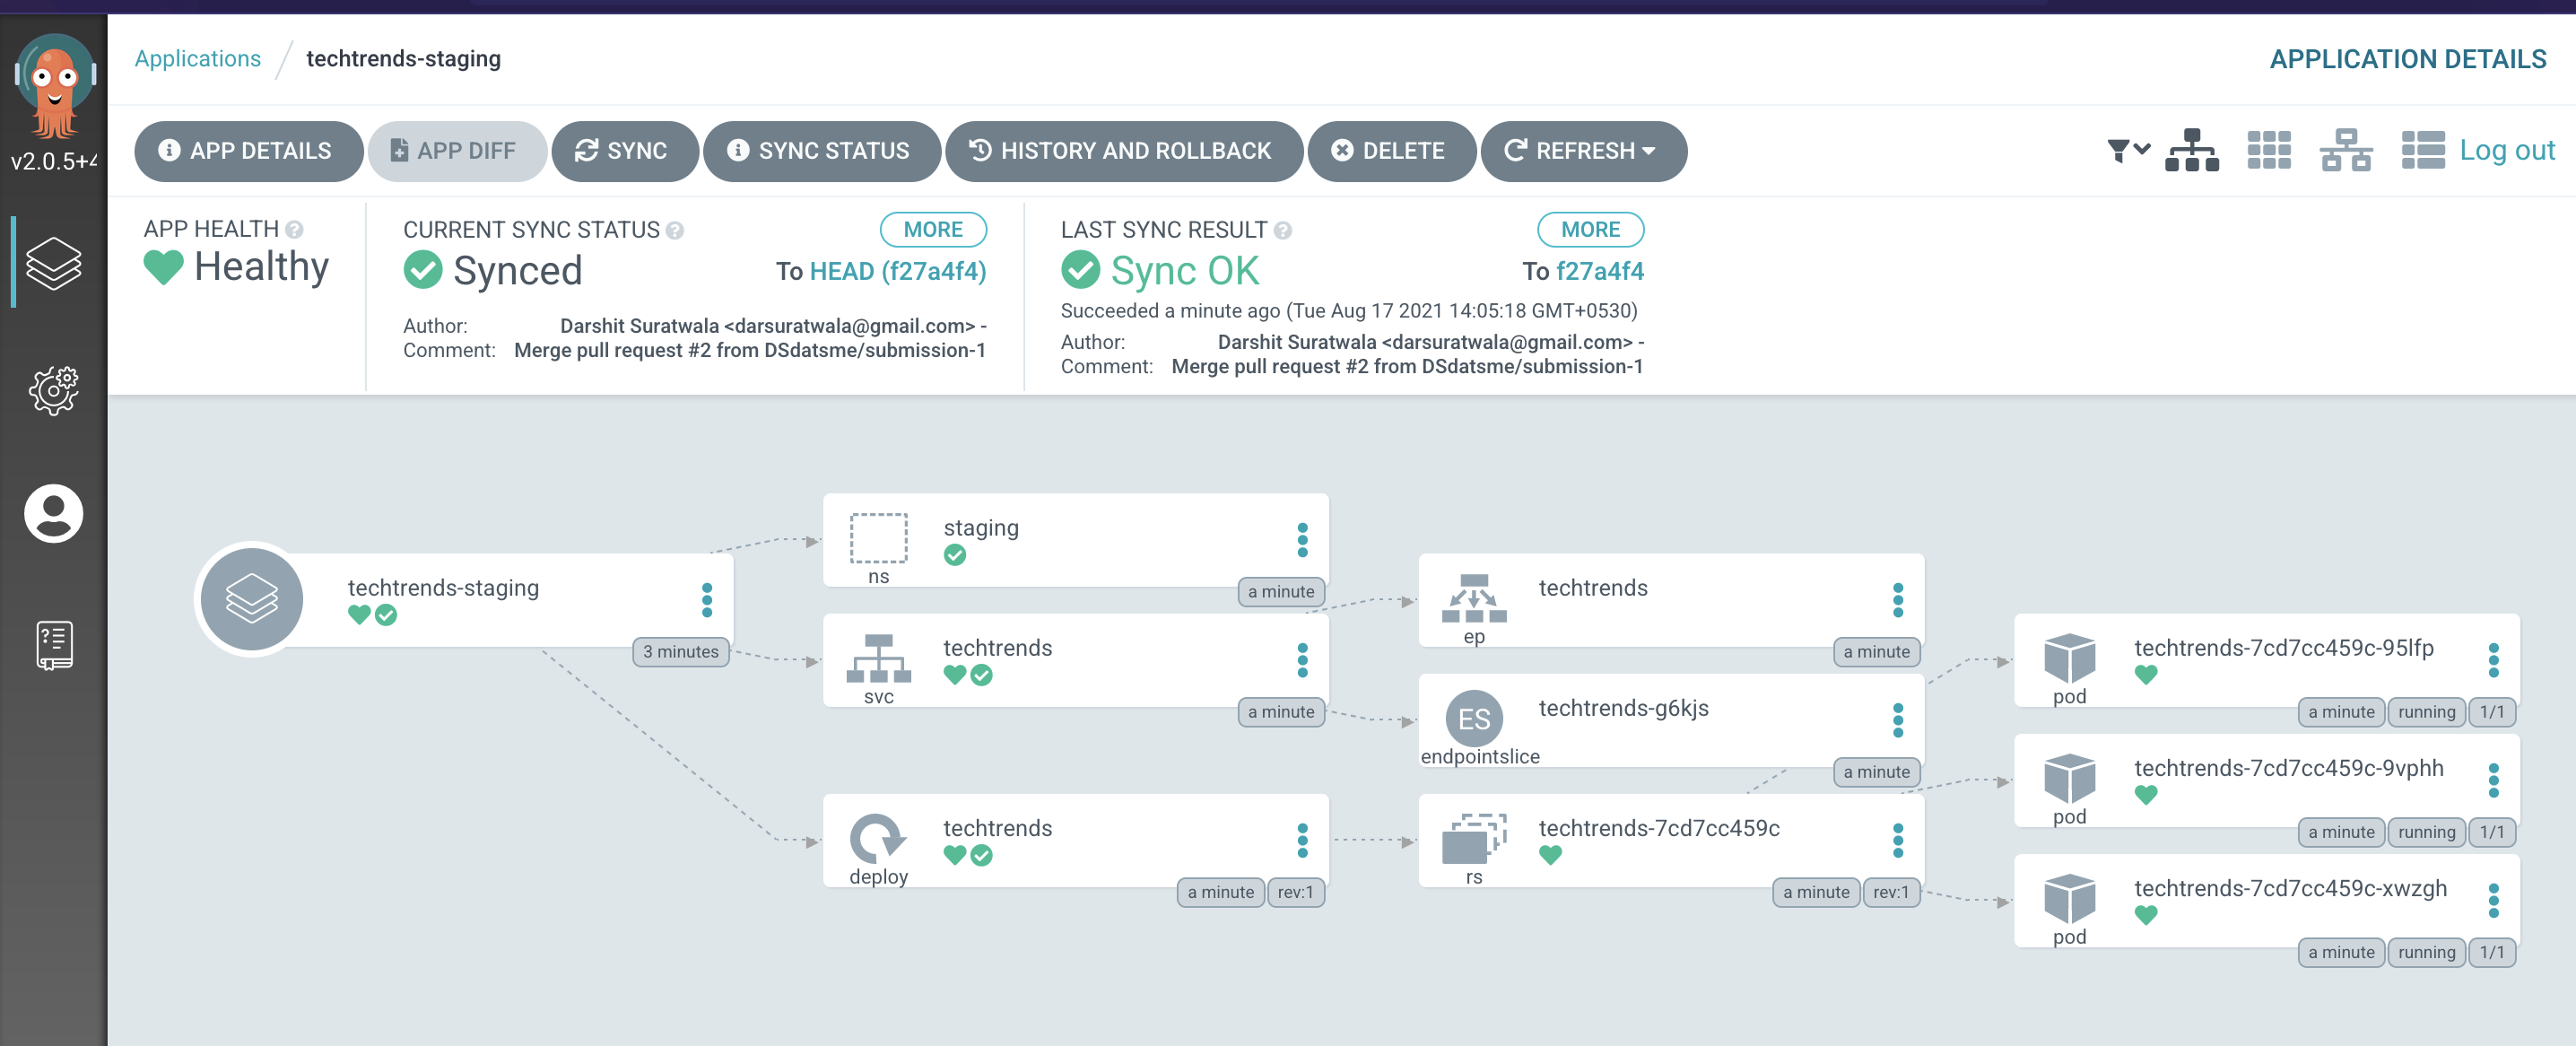 Applications / techtrends-staging
APPLICATION DETAILS
v2.0.5+4
APP DETAILS
APP DIFF
SYNC
SYNC STATUS
HISTORY AND ROLLBACK
DELETE
REFRESH
Log out
APP HEALTH ?
Healthy
CURRENT SYNC STATUS ?
MORE
Synced
To HEAD (f27a4f4)
Author: Darshit Suratwala <darsuratwala@gmail.com> -
Comment: Merge pull request #2 from DSdatsme/submission-1
LAST SYNC RESULT ?
MORE
Sync OK
To f27a4f4
Succeeded a minute ago (Tue Aug 17 2021 14:05:18 GMT+0530)
Author: Darshit Suratwala <darsuratwala@gmail.com> -
Comment: Merge pull request #2 from DSdatsme/submission-1
techtrends-staging
3 minutes
staging
ns
a minute
techtrends
svc
a minute
techtrends
deploy
a minute rev:1
techtrends
ep
a minute
ES
techtrends-g6kjs
endpointslice
a minute
techtrends-7cd7cc459c
rs
a minute rev:1
techtrends-7cd7cc459c-95lfp
pod
a minute running 1/1
techtrends-7cd7cc459c-9vphh
pod
a minute running 1/1
techtrends-7cd7cc459c-xwzgh
pod
a minute running 1/1